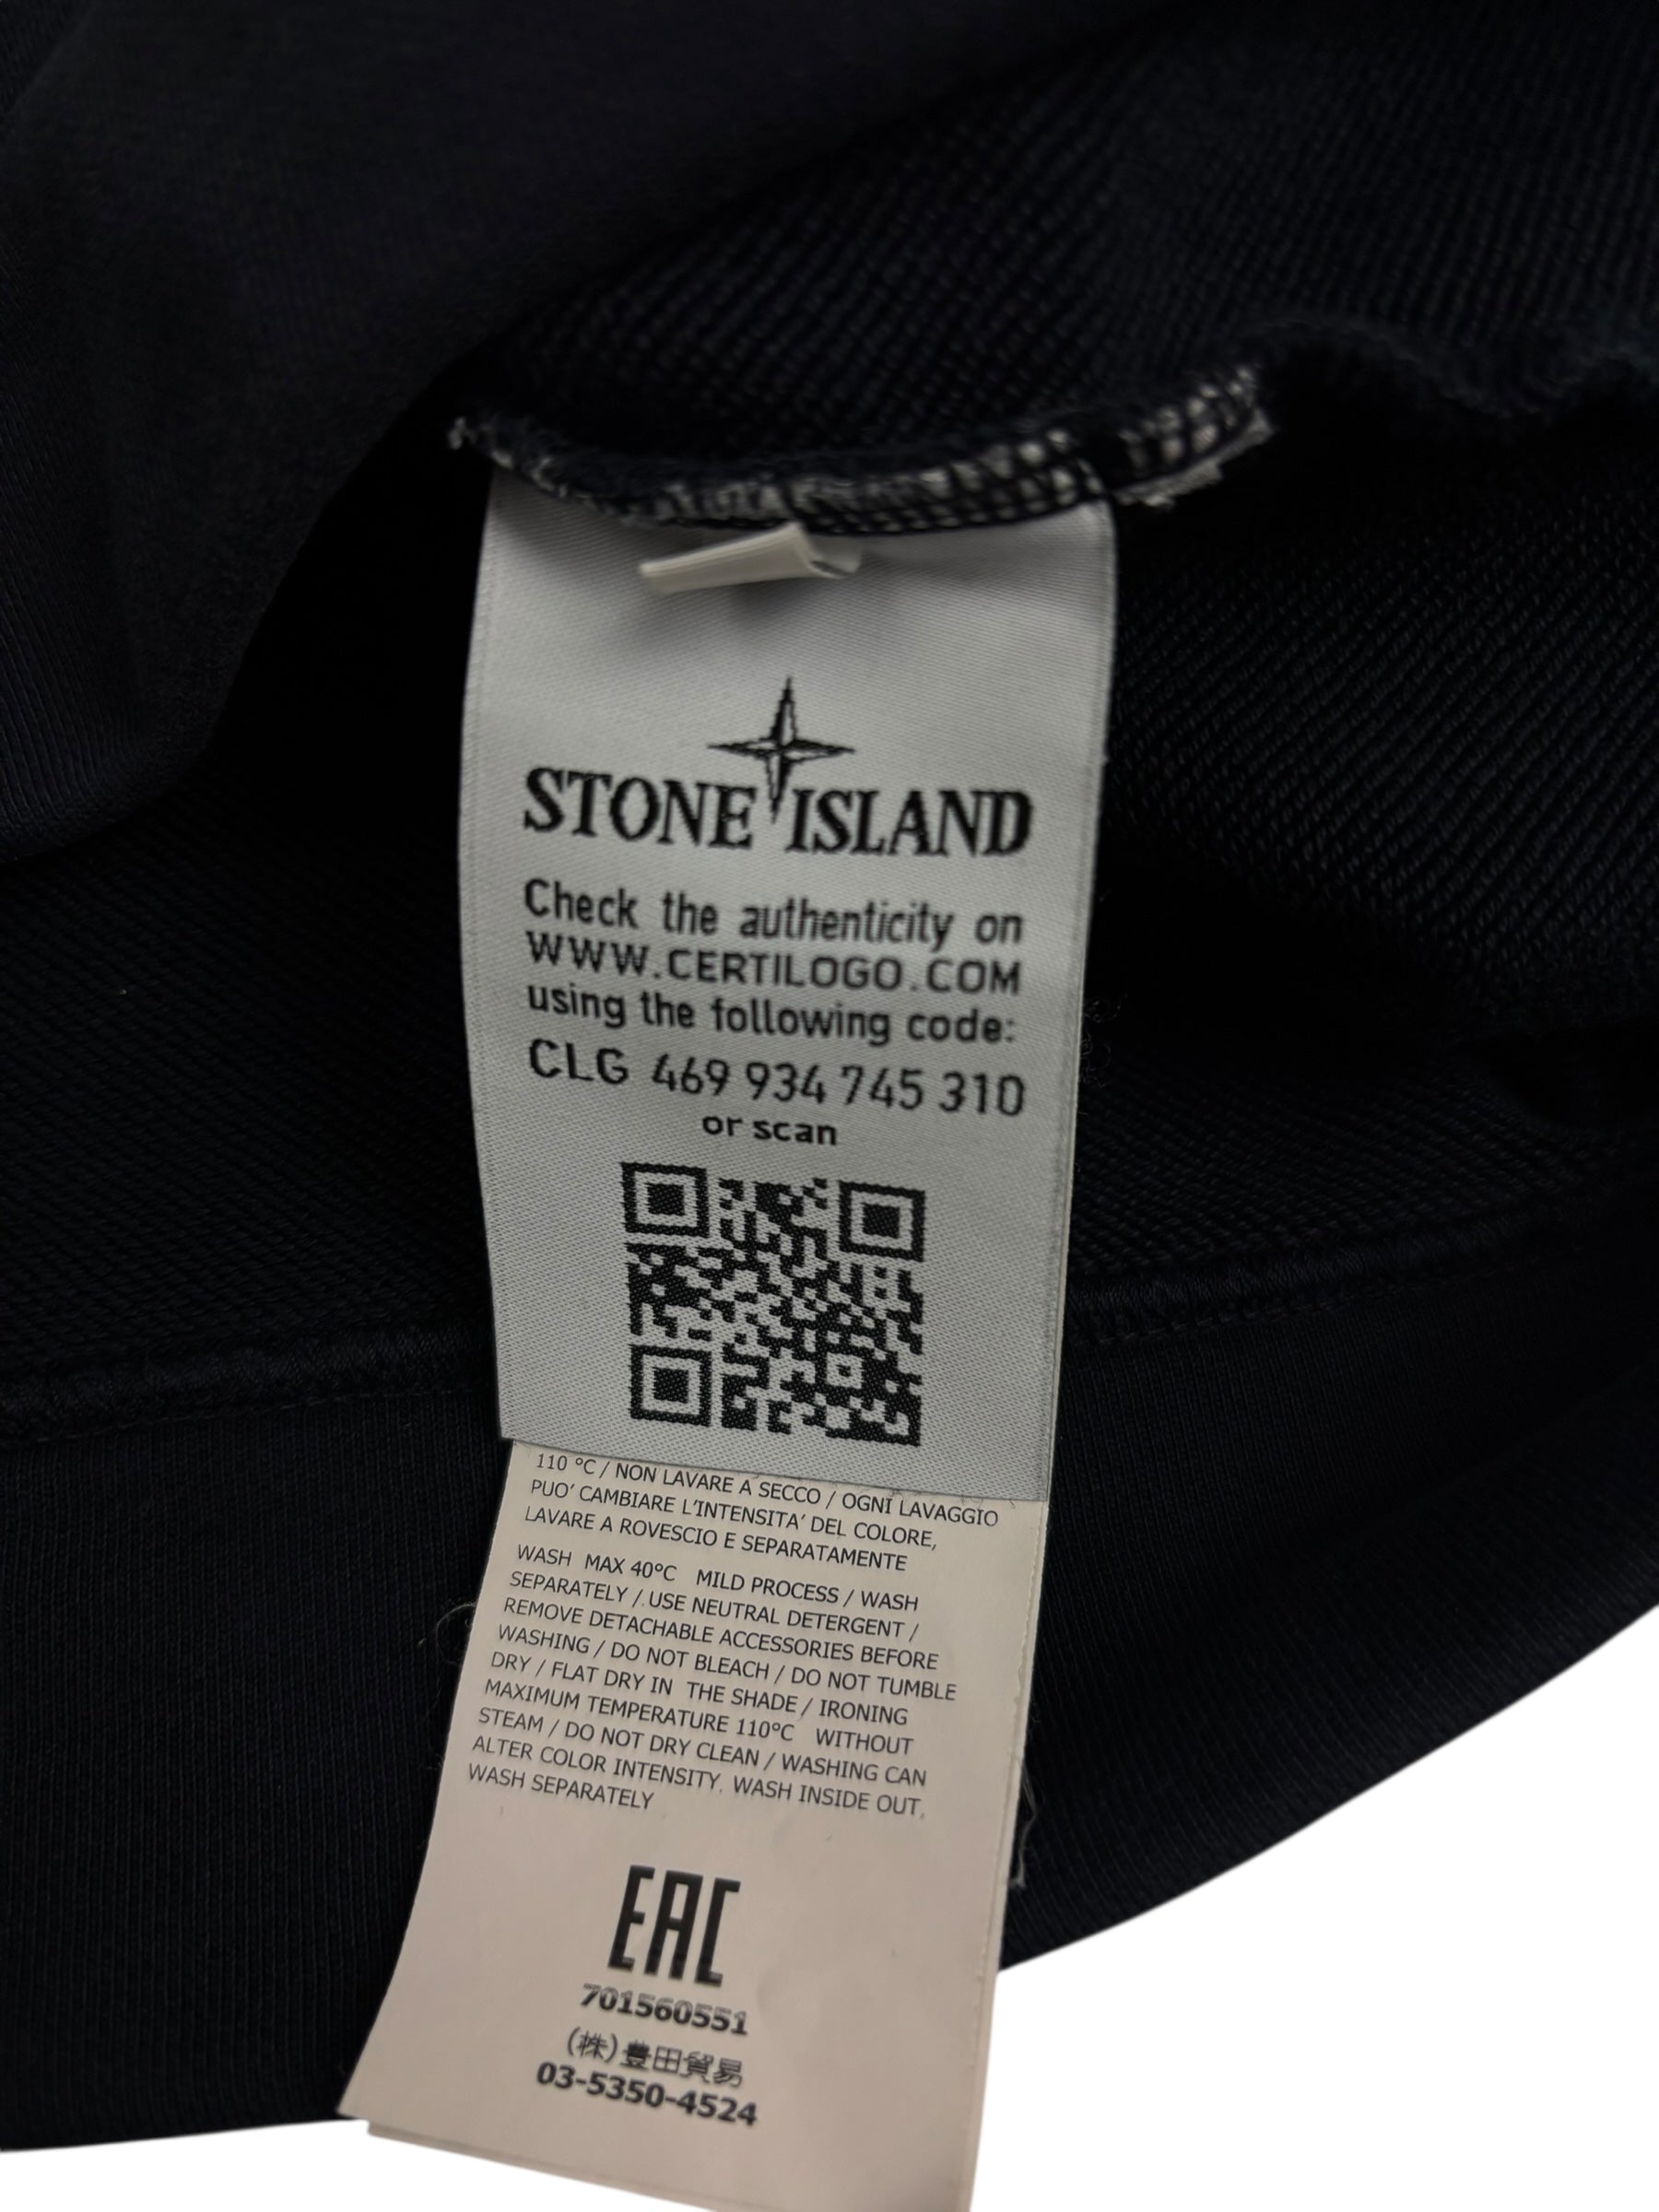 STONE ISLAND
Check the authenticity on
WWW.CERTILOGO.COM
using the following code:
CLG 469 934 745 310
or scan
110 °C / NON LAVARE A SECCO / OGNI LAVAGGIO
PUO' CAMBIARE L'INTENSITA' DEL COLORE,
LAVARE A ROVESCIO E SEPARATAMENTE
WASH MAX 40°C MILD PROCESS / WASH
SEPARATELY / USE NEUTRAL DETERGENT /
REMOVE DETACHABLE ACCESSORIES BEFORE
WASHING / DO NOT BLEACH / DO NOT TUMBLE
DRY / FLAT DRY IN THE SHADE / IRONING
MAXIMUM TEMPERATURE 110°C WITHOUT
STEAM / DO NOT DRY CLEAN / WASHING CAN
ALTER COLOR INTENSITY, WASH INSIDE OUT,
WASH SEPARATELY
EAC
701560551
(株)豊田貿易
03-5350-4524